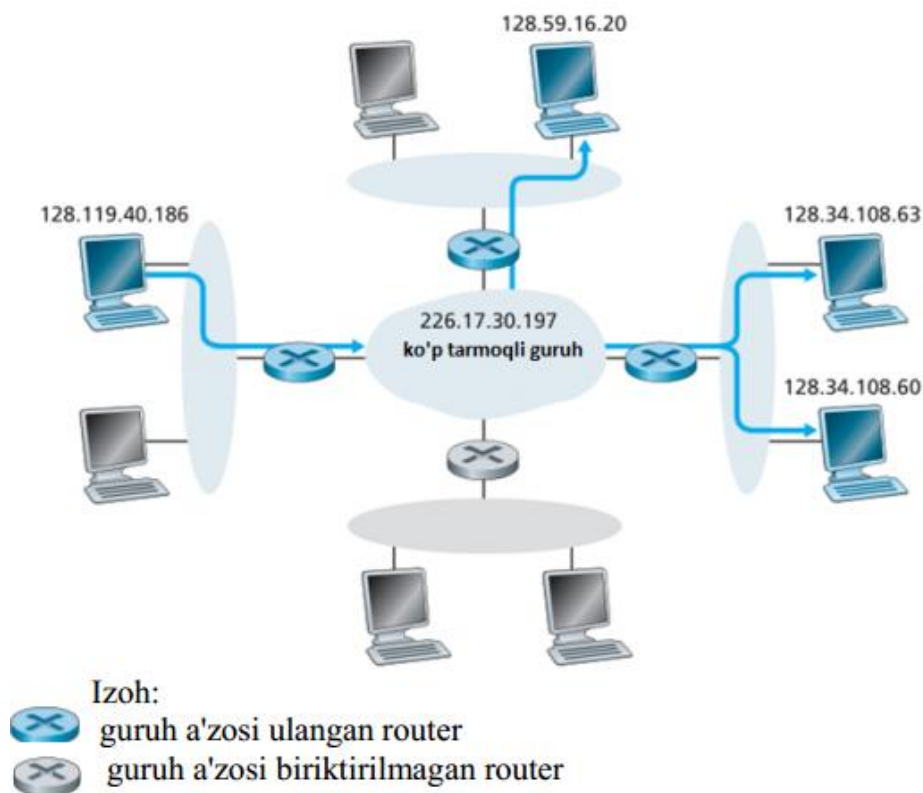 128.59.16.20
128.119.40.186
128.34.108.63
226.17.30.197
ko'p tarmoqli guruh
128.34.108.60
Izoh:
guruh a'zosi ulangan router
guruh a'zosi biriktirilmagan router